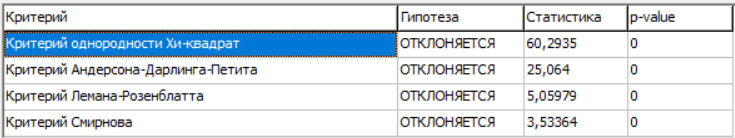 Критерий Гипотеза Статистика p-value
Критерий однородности Хи-квадрат ОТКЛОНЯЕТСЯ 60,2935 0
Критерий Андерсона-Дарлинга-Петита ОТКЛОНЯЕТСЯ 25,064 0
Критерий Лемана-Розенблатта ОТКЛОНЯЕТСЯ 5,05979 0
Критерий Смирнова ОТКЛОНЯЕТСЯ 3,53364 0